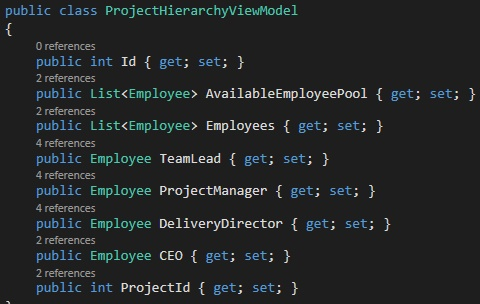 public class ProjectHierarchyViewModel
{
0 references
public int Id { get; set; }
2 references
public List<Employee> AvailableEmployeePool { get; set; }
2 references
public List<Employee> Employees { get; set; }
4 references
public Employee TeamLead { get; set; }
4 references
public Employee ProjectManager { get; set; }
4 references
public Employee DeliveryDirector { get; set; }
2 references
public Employee CEO { get; set; }
2 references
public int ProjectId { get; set; }
}